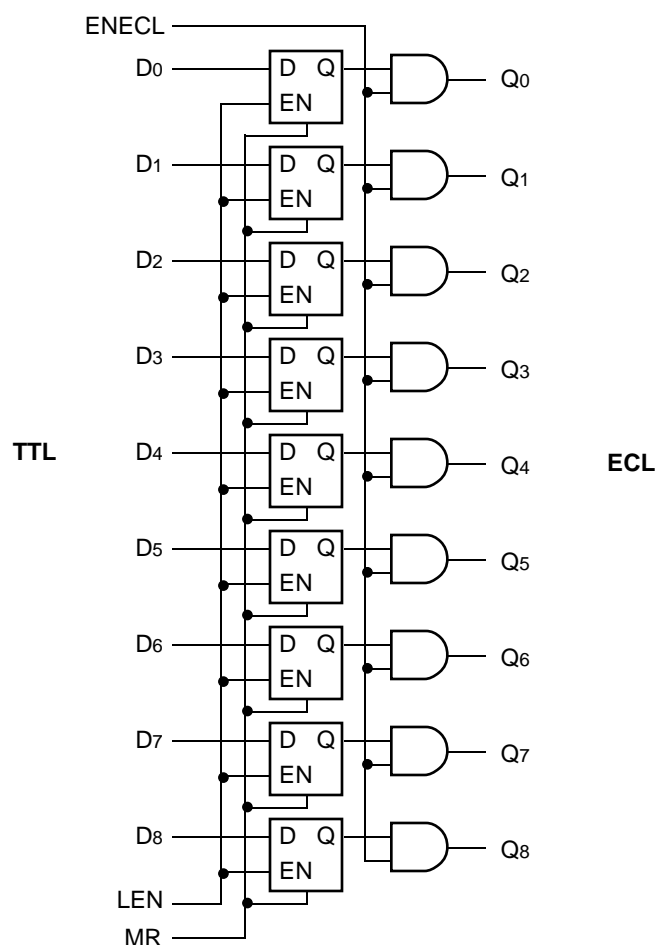 ENECL
D0 D Q Q0
EN
D1 D Q Q1
EN
D2 D Q Q2
EN
D3 D Q Q3
EN
TTL D4 D Q Q4 ECL
EN
D5 D Q Q5
EN
D6 D Q Q6
EN
D7 D Q Q7
EN
D8 D Q Q8
EN
LEN
MR